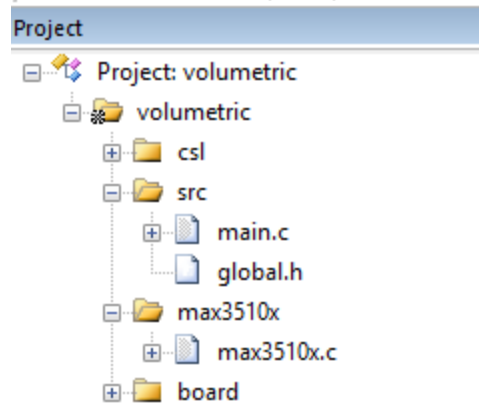 Project
Project: volumetric
volumetric
csl
src
main.c
global.h
max3510x
max3510x.c
board